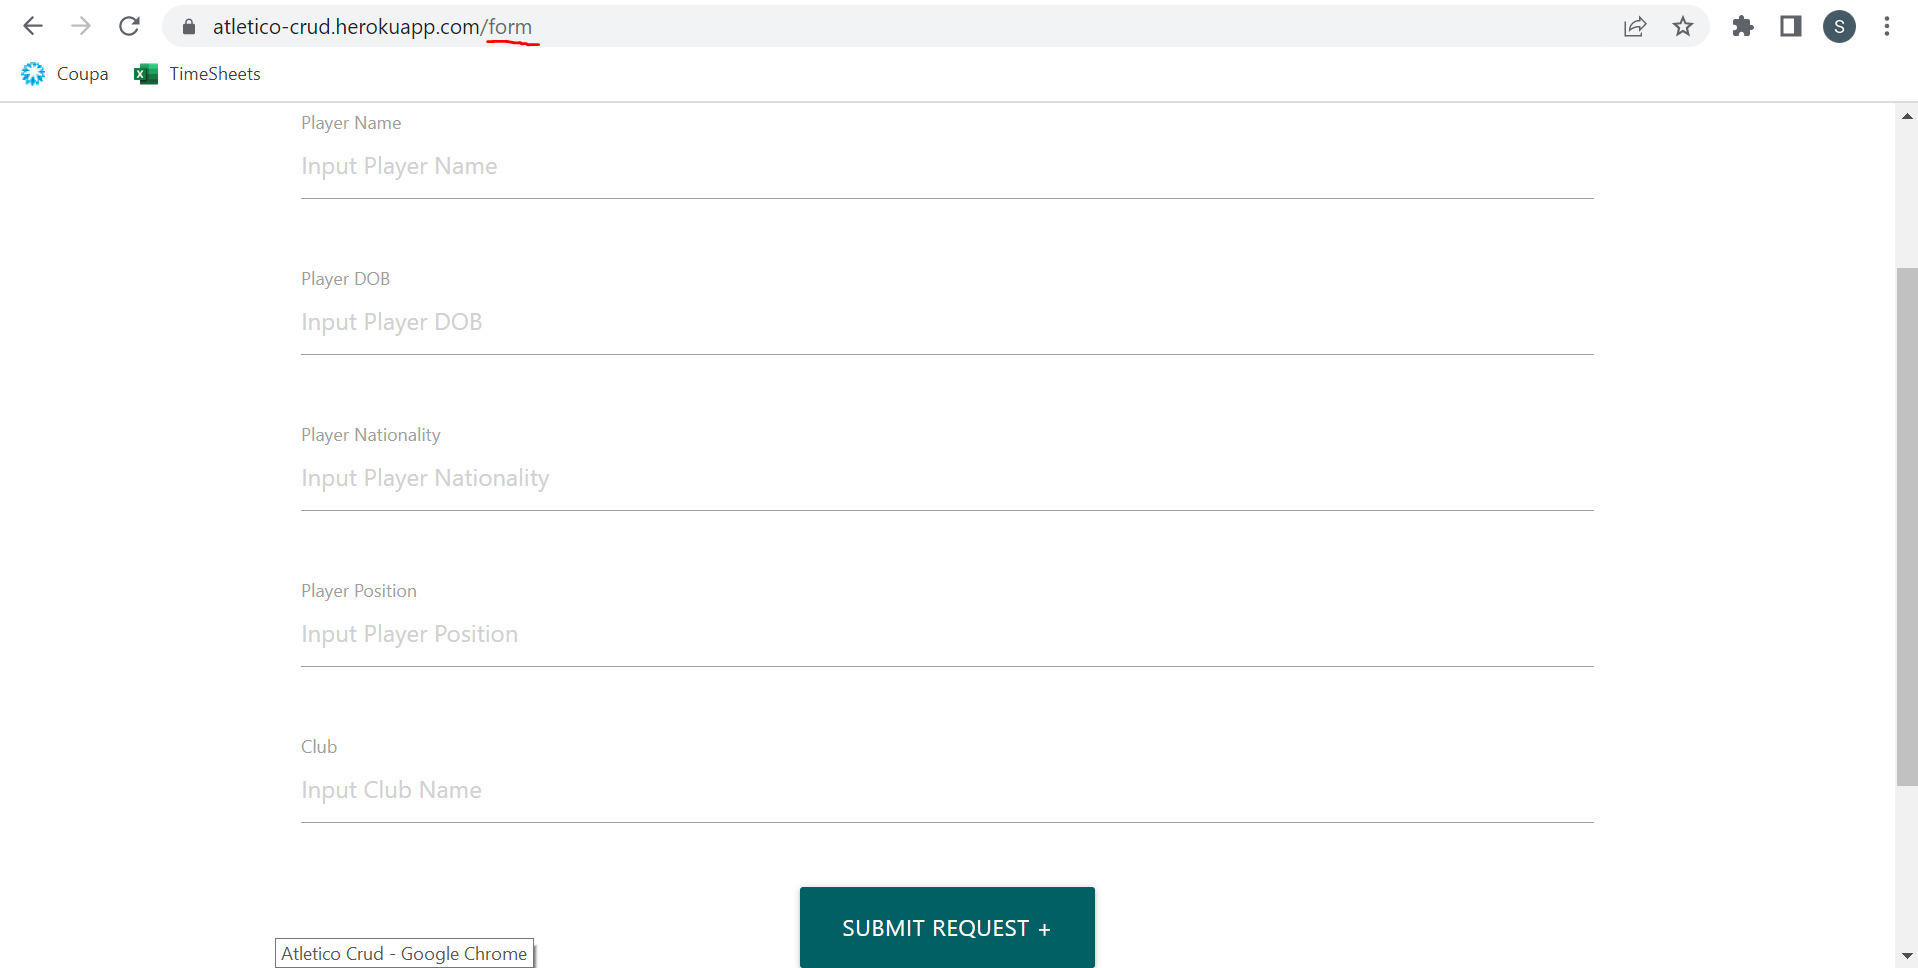 atletico-crud.herokuapp.com/form
S
Coupa
TimeSheets
Player Name
Input Player Name
Player DOB
Input Player DOB
Player Nationality
Input Player Nationality
Player Position
Input Player Position
Club
Input Club Name
SUBMIT REQUEST +
Atletico Crud - Google Chrome